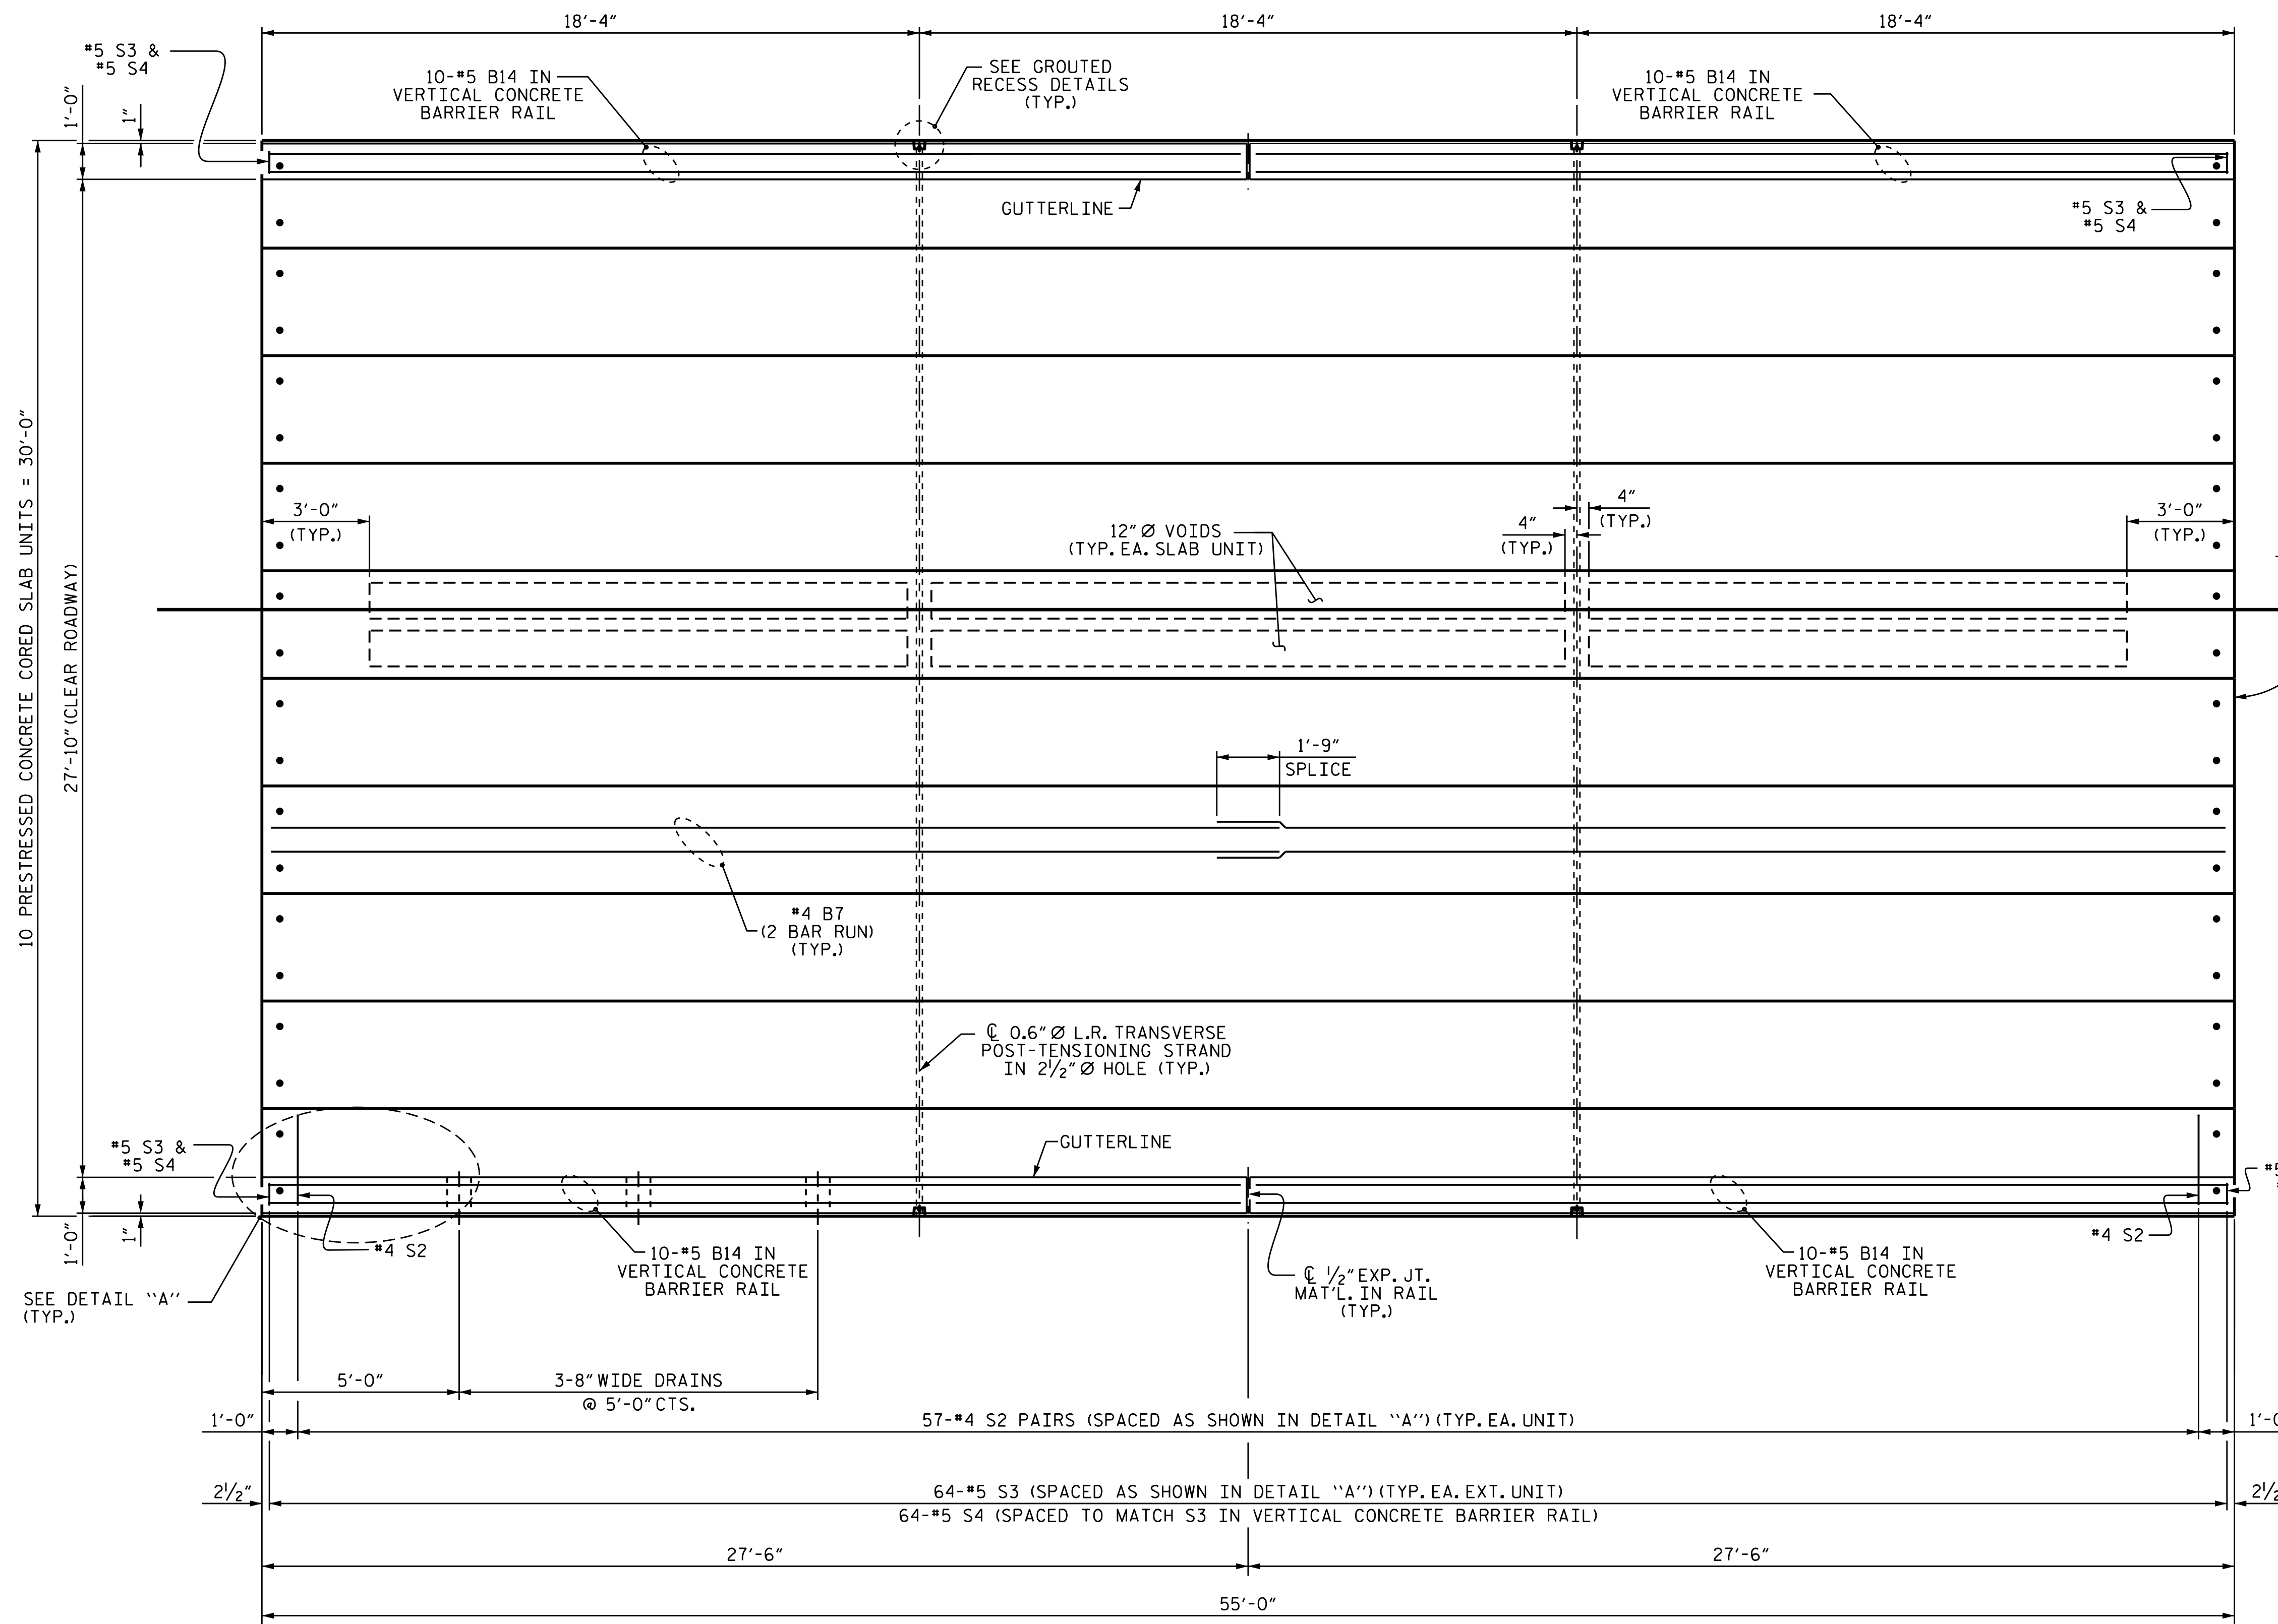 18'-4"
18'-4"
18'-4"
#5 S3 &
#5 S4
10-#5 B14 IN
VERTICAL CONCRETE
BARRIER RAIL
SEE GROUTED
RECESS DETAILS
(TYP.)
10-#5 B14 IN
VERTICAL CONCRETE
BARRIER RAIL
1'-0"
1"
GUTTERLINE
#5 S3 &
#5 S4
10 PRESTRESSED CONCRETE CORED SLAB UNITS = 30'-0"
27'-10" (CLEAR ROADWAY)
3'-0"
(TYP.)
12" Ø VOIDS
(TYP. EA. SLAB UNIT)
4"
(TYP.)
4"
(TYP.)
3'-0"
(TYP.)
1'-9"
SPLICE
#4 B7
(2 BAR RUN)
(TYP.)
℄ 0.6" Ø L.R. TRANSVERSE
POST-TENSIONING STRAND
IN 2½" Ø HOLE (TYP.)
#5 S3 &
#5 S4
GUTTERLINE
1'-0"
1"
#4 S2
10-#5 B14 IN
VERTICAL CONCRETE
BARRIER RAIL
℄ ½" EXP. JT.
MAT'L. IN RAIL
(TYP.)
10-#5 B14 IN
VERTICAL CONCRETE
BARRIER RAIL
#4 S2
SEE DETAIL "A"
(TYP.)
5'-0"
3-8" WIDE DRAINS
@ 5'-0" CTS.
1'-0"
57-#4 S2 PAIRS (SPACED AS SHOWN IN DETAIL "A") (TYP. EA. UNIT)
2½"
64-#5 S3 (SPACED AS SHOWN IN DETAIL "A") (TYP. EA. EXT. UNIT)
64-#5 S4 (SPACED TO MATCH S3 IN VERTICAL CONCRETE BARRIER RAIL)
27'-6"
27'-6"
55'-0"